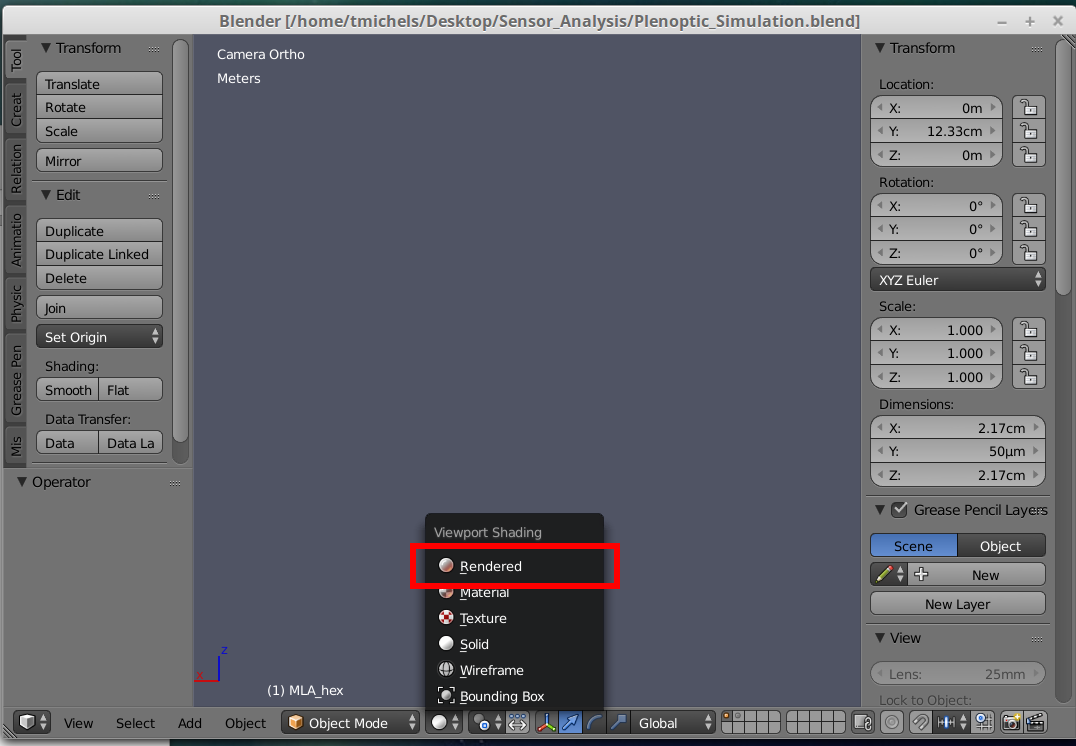 Blender [/home/tmichels/Desktop/Sensor_Analysis/Plenoptic_Simulation.blend]
Tool
Creat
Relation
Animatio
Physic
Grease Pen
Mis
Transform
Translate
Rotate
Scale
Mirror
Edit
Duplicate
Duplicate Linked
Delete
Join
Set Origin
Shading:
Smooth Flat
Data Transfer:
Data Data La
Operator
Camera Ortho
Meters
z
x
(1) MLA_hex
Viewport Shading
Rendered
Material
Texture
Solid
Wireframe
Bounding Box
Transform
Location:
X: 0m
Y: 12.33cm
Z: 0m
Rotation:
X: 0°
Y: 0°
Z: 0°
XYZ Euler
Scale:
X: 1.000
Y: 1.000
Z: 1.000
Dimensions:
X: 2.17cm
Y: 50µm
Z: 2.17cm
Grease Pencil Layers
Scene Object
New
New Layer
View
Lens: 25mm
Lock to Object:
View Select Add Object Object Mode Global